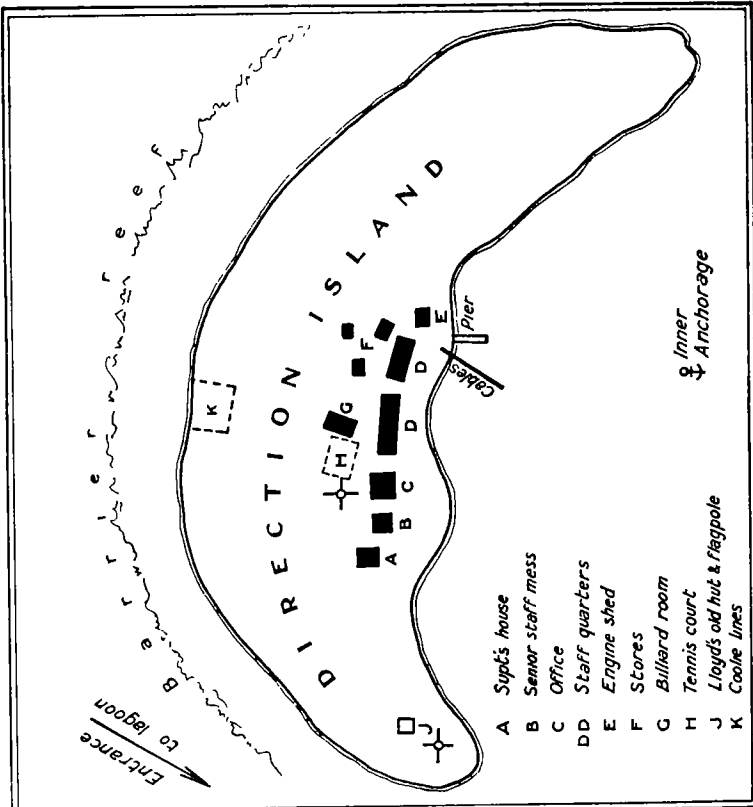 Barrier reef
Entrance
to lagoon
DIRECTION ISLAND
K
G
H
F
E
D
D
C
B
A
J
Pier
Cables
Inner
Anchorage
A Supt's house
B Senior staff mess
C Office
DD Staff quarters
E Engine shed
F Stores
G Billiard room
H Tennis court
J Lloyd's old hut & flagpole
K Coolie lines